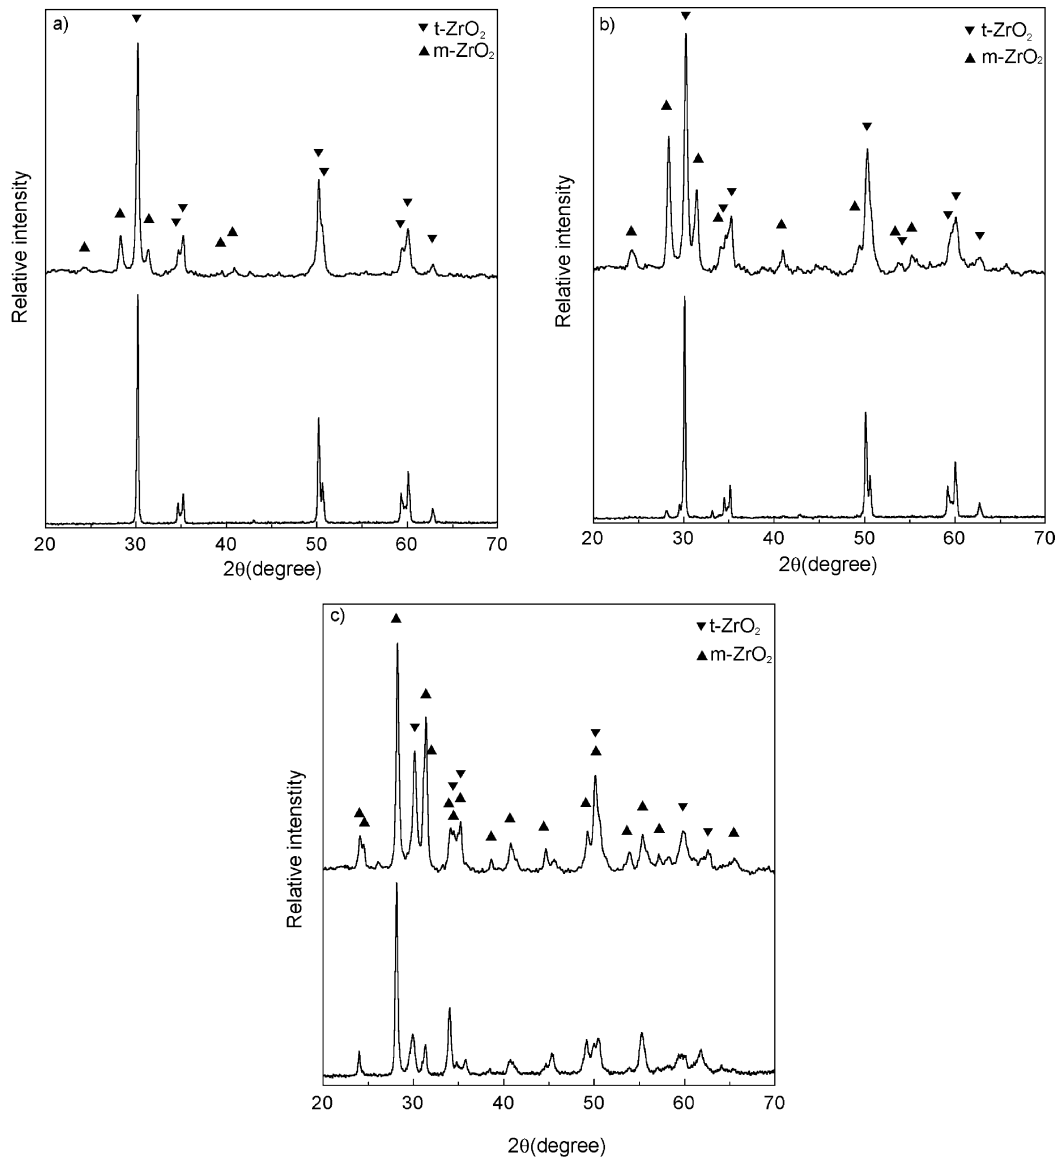 a)
▼ t-ZrO₂
▲ m-ZrO₂
Relative intensity
20 30 40 50 60 70
2θ(degree)
b)
▼ t-ZrO₂
▲ m-ZrO₂
Relative intensity
20 30 40 50 60 70
2θ(degree)
c)
▼ t-ZrO₂
▲ m-ZrO₂
Relative intenstity
20 30 40 50 60 70
2θ(degree)